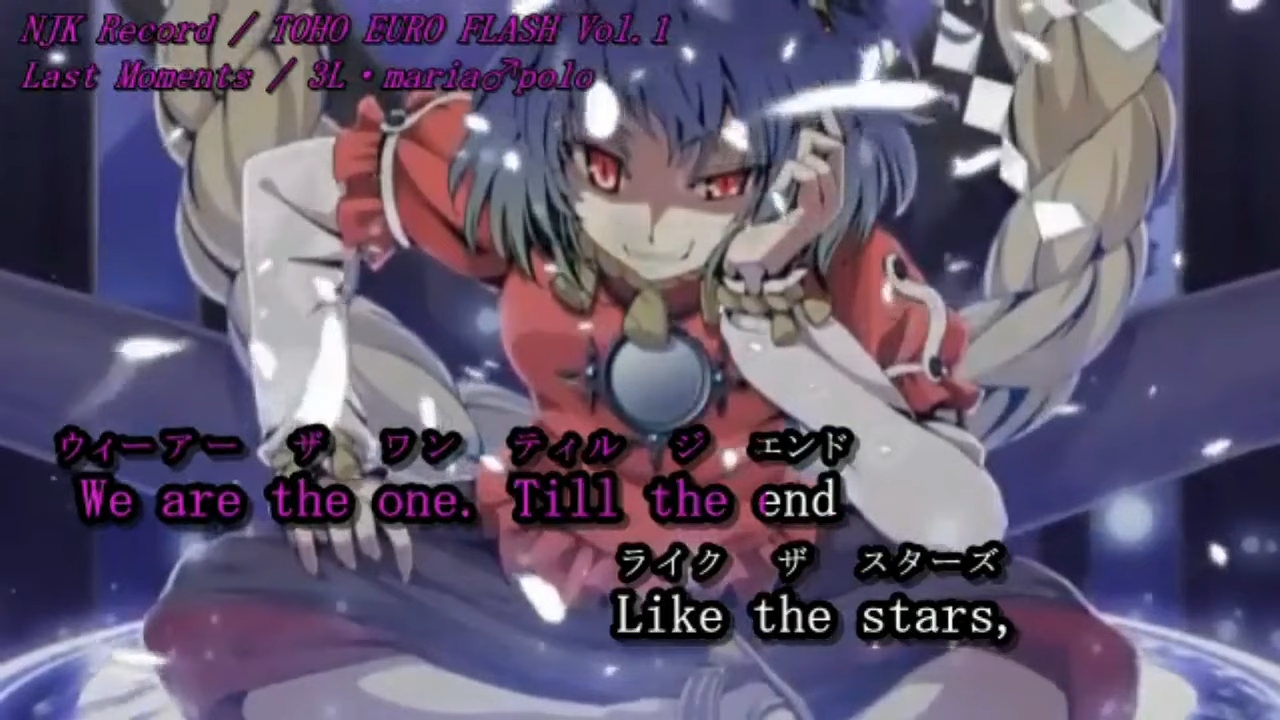 NJK Record / TOHO EURO FLASH Vol.1
Last Moments / 3L・maria♂polo
ウィーアー ザ ワン ティル ジ エンド
We are the one. Till the end
ライク ザ スターズ
Like the stars,